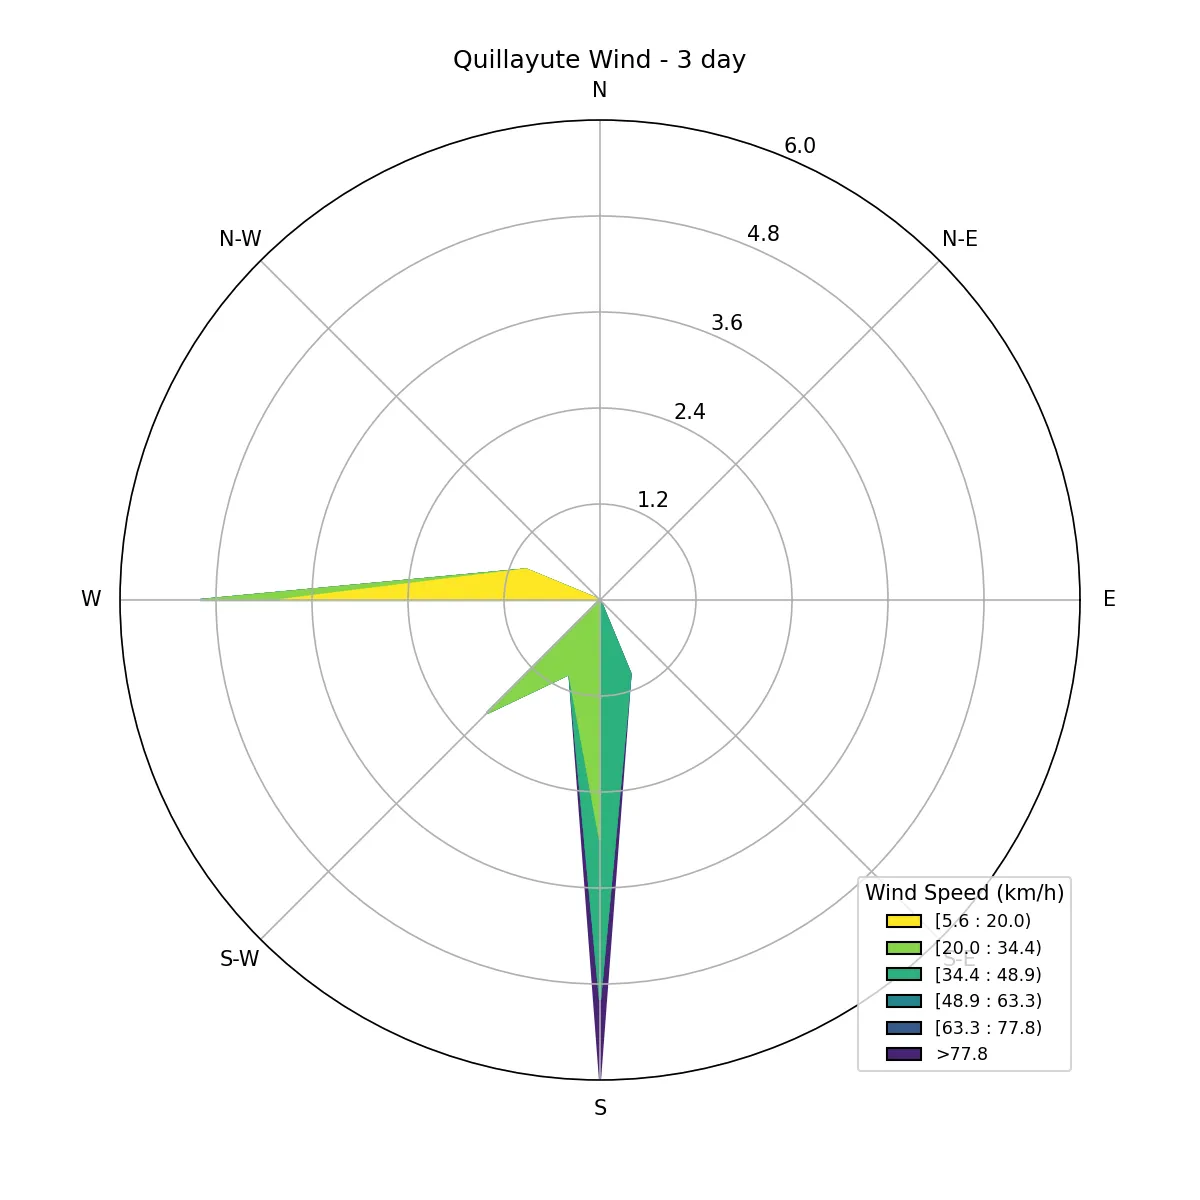 Quillayute Wind - 3 day
N
6.0
N-W
4.8
N-E
3.6
2.4
1.2
W
E
S-W
S-E
S
Wind Speed (km/h)
[5.6 : 20.0)
[20.0 : 34.4)
[34.4 : 48.9)
[48.9 : 63.3)
[63.3 : 77.8)
>77.8